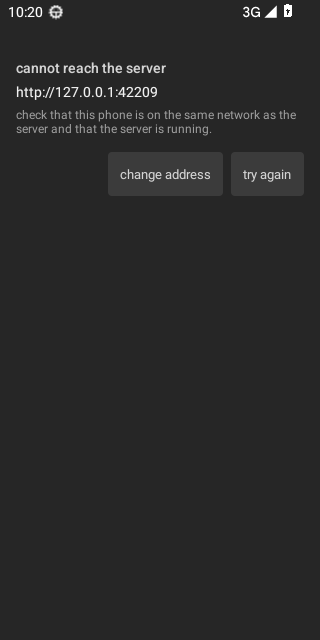 10:20
3G
cannot reach the server
http://127.0.0.1:42209
check that this phone is on the same network as the
server and that the server is running.
change address
try again